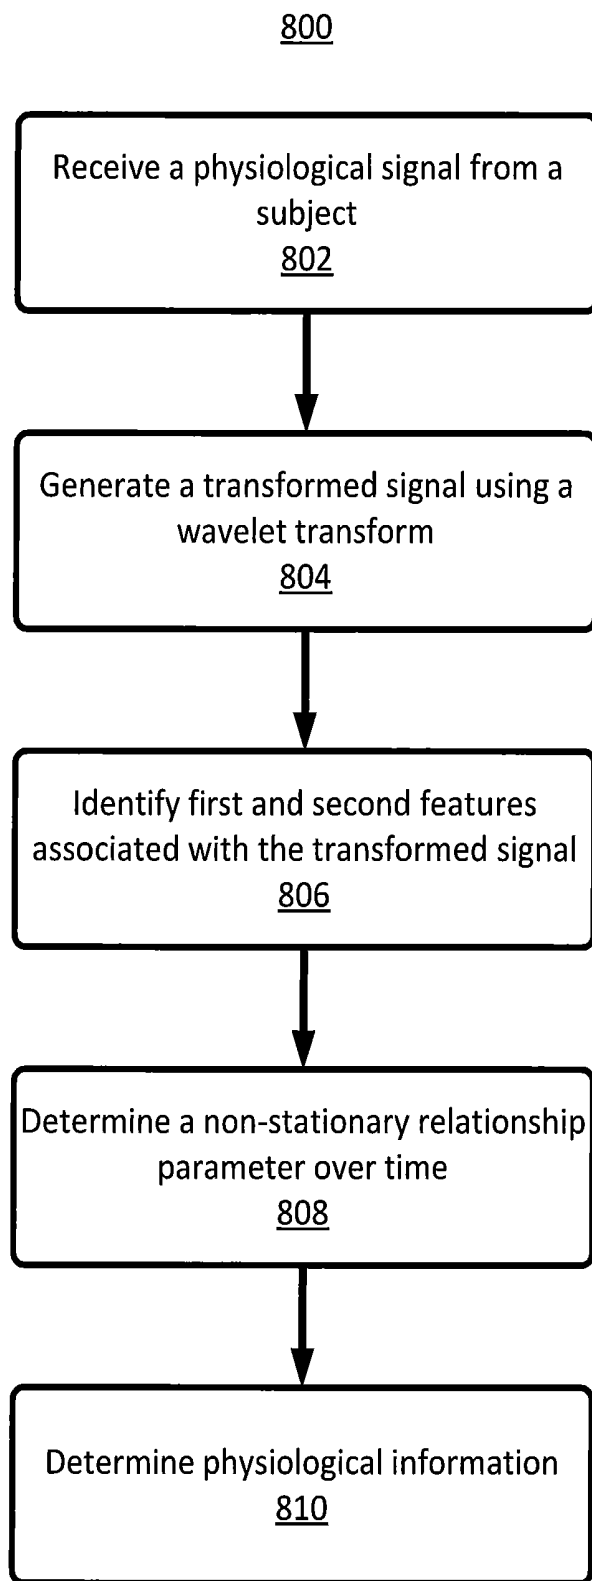 800
Receive a physiological signal from a
subject
802
Generate a transformed signal using a
wavelet transform
804
Identify first and second features
associated with the transformed signal
806
Determine a non-stationary relationship
parameter over time
808
Determine physiological information
810